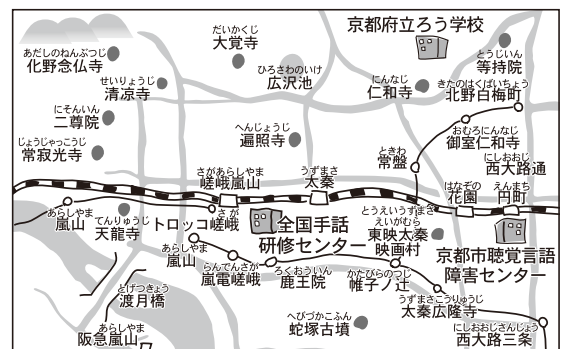 京都府立ろう学校
だいかくじ
大覚寺
とうじいん
等持院
あだしのねんぶつじ
化野念仏寺
ひろさわのいけ
広沢池
せいりょうじ
清凉寺
にんなじ
仁和寺
きたのはくばいちょう
北野白梅町
にそんいん
二尊院
へんじょうじ
遍照寺
おむろにんなじ
御室仁和寺
じょうじゃっこうじ
常寂光寺
ときわ
常盤
にしおおじ
西大路通
さがあらしやま
嵯峨嵐山
うずまさ
太秦
はなぞの
花園
えんまち
円町
あらしやま
嵐山
てんりゅうじ
天龍寺
さが
トロッコ嵯峨
全国手話
研修センター
とうえいうずまさ
東映太秦
えいがむら
映画村
京都市聴覚言語
障害センター
あらしやま
嵐山
らんでんさが
嵐電嵯峨
ろくおういん
鹿王院
かたびらのつじ
帷子ノ辻
とげつきょう
渡月橋
うずまさこうりゅうじ
太秦広隆寺
へびづかこふん
蛇塚古墳
あらしやま
阪急嵐山
にしおおじさんじょう
西大路三条